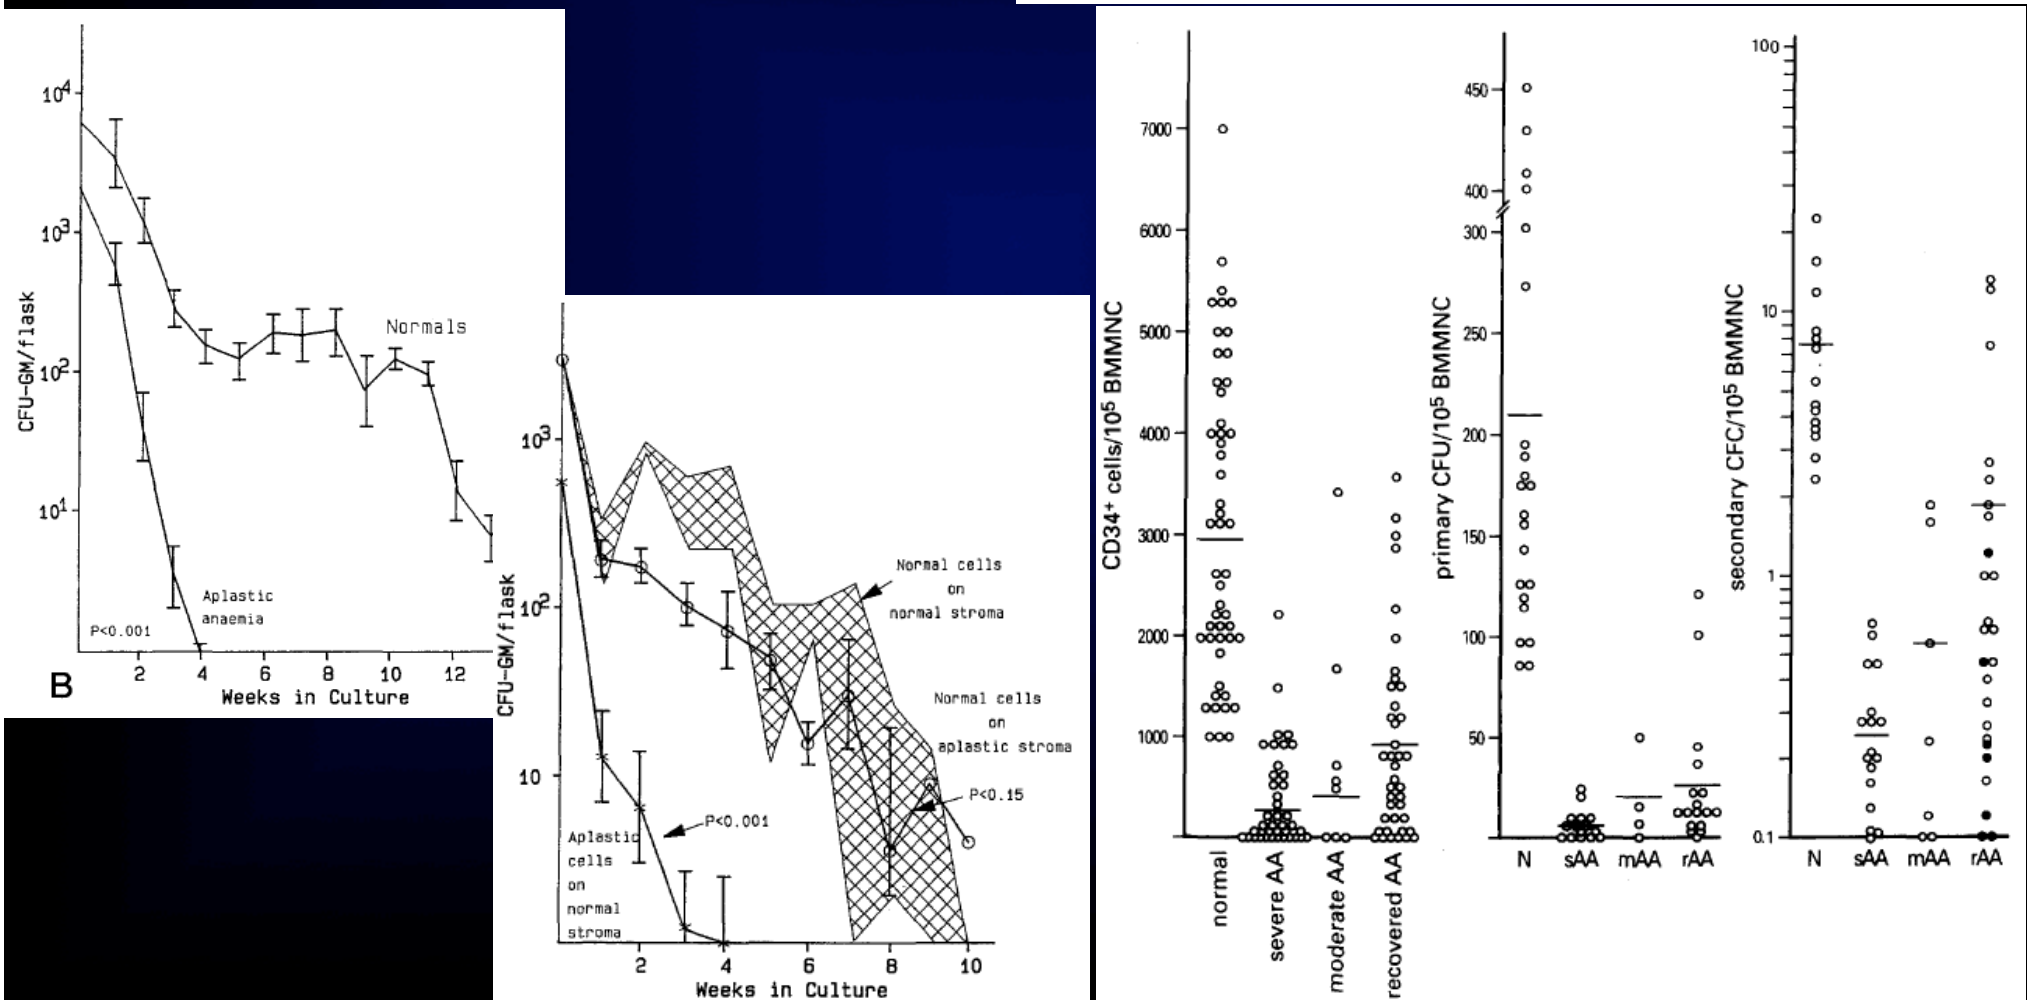 CFU-GM/flask
10⁴
10³
10²
10¹
Normals
Aplastic
anaemia
P<0.001
2 4 6 8 10 12
B
Weeks in Culture
CFU-GM/flask
10³
10²
10
Normal cells
on
normal stroma
Normal cells
on
aplastic stroma
P<0.15
P<0.001
Aplastic
cells
on
normal
stroma
2 4 6 8 10
Weeks in Culture
CD34⁺ cells/10⁵ BMMNC
7000
6000
5000
4000
3000
2000
1000
normal
severe AA
moderate AA
recovered AA
primary CFU/10⁵ BMMNC
450
400
300
250
200
150
100
50
N sAA mAA rAA
secondary CFC/10⁵ BMMNC
100
10
1
0.1
N sAA mAA rAA